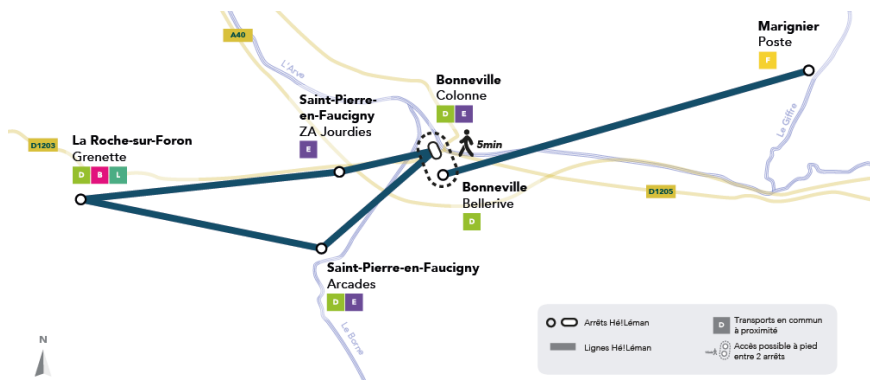 A40
L'Arve
Marignier
Poste
F
Bonneville
Colonne
D E
Saint-Pierre-
en-Faucigny
ZA Jourdies
E
5min
Le Giffre
D1203
La Roche-sur-Foron
Grenette
D B L
Bonneville
Bellerive
D
D1205
Saint-Pierre-en-Faucigny
Arcades
D E
Le Borne
N
Arrêts Hé!Léman
Lignes Hé!Léman
D
Transports en commun
à proximité
Accès possible à pied
entre 2 arrêts